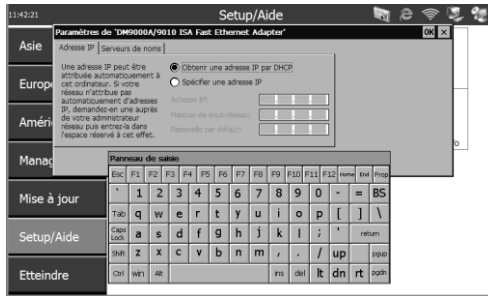 11:42:21
Setup/Aide
Paramètres de 'DM9000A/9010 ISA Fast Ethernet Adapter'
OK ×
Asie
Adresse IP
Serveurs de noms
Une adresse IP peut être
attribuée automatiquement à
cet ordinateur. Si votre
réseau n'attribue pas
automatiquement d'adresses
IP, demandez-en une auprès
de votre administrateur
réseau puis entrez-la dans
l'espace réservé à cet effet.
Obtenir une adresse IP par DHCP
Spécifier une adresse IP
Adresse IP:
Masque de sous-réseau:
Passerelle par défaut:
Europ
Améri
Manag
Mise à jour
Setup/Aide
Eteindre
Panneau de saisie
Esc F1 F2 F3 F4 F5 F6 F7 F8 F9 F10 F11 F12 Home End Prop
` 1 2 3 4 5 6 7 8 9 0 - = BS
Tab q w e r t y u i o p [ ] \
Caps Lock a s d f g h j k l ; ' return
Shift z x c v b n m , . / up pgup
Ctrl win Alt ins del lt dn rt pgdn